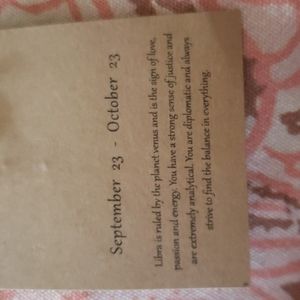 September 23 - October 23
Libra is ruled by the planet venus and is the sign of love,
passion and energy. You have a strong sense of justice and
are extremely analytical. You are diplomatic and always
strive to find the balance in everything.